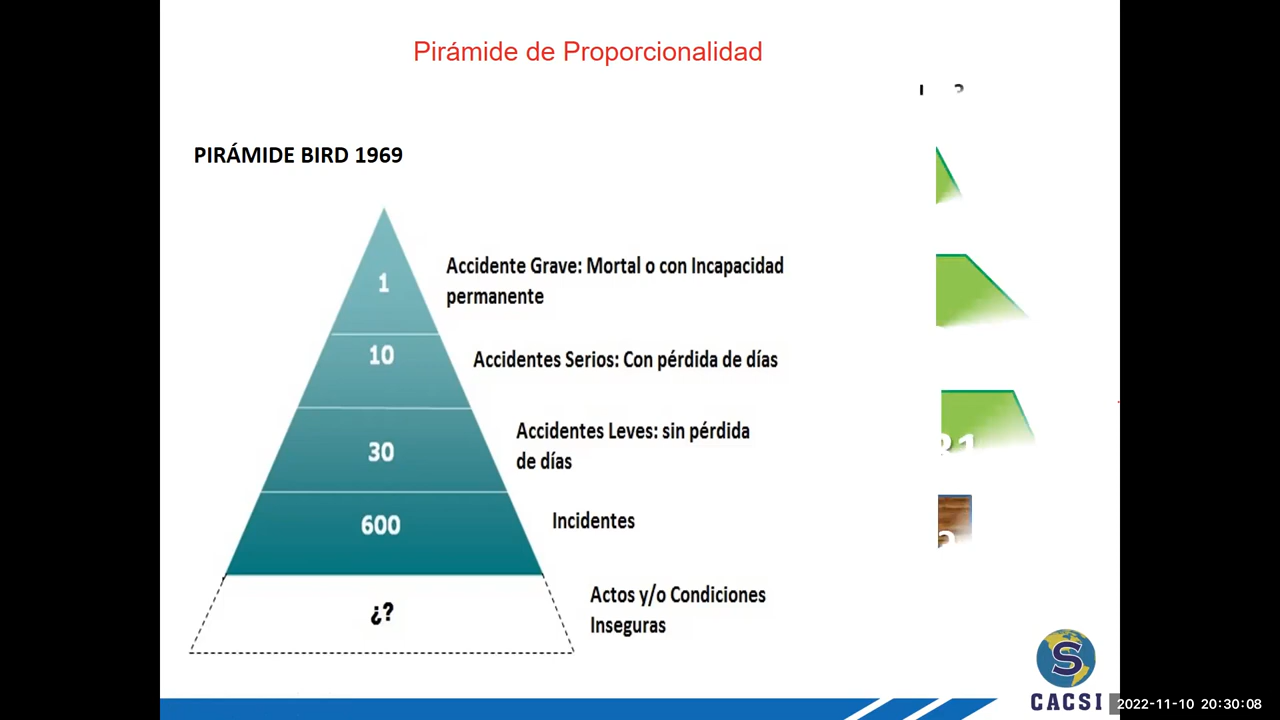 Pirámide de Proporcionalidad
PIRÁMIDE BIRD 1969
1
Accidente Grave: Mortal o con Incapacidad
permanente
10
Accidentes Serios: Con pérdida de días
30
Accidentes Leves: sin pérdida
de días
600
Incidentes
¿?
Actos y/o Condiciones
Inseguras
S
CACSI
2022-11-10 20:30:08